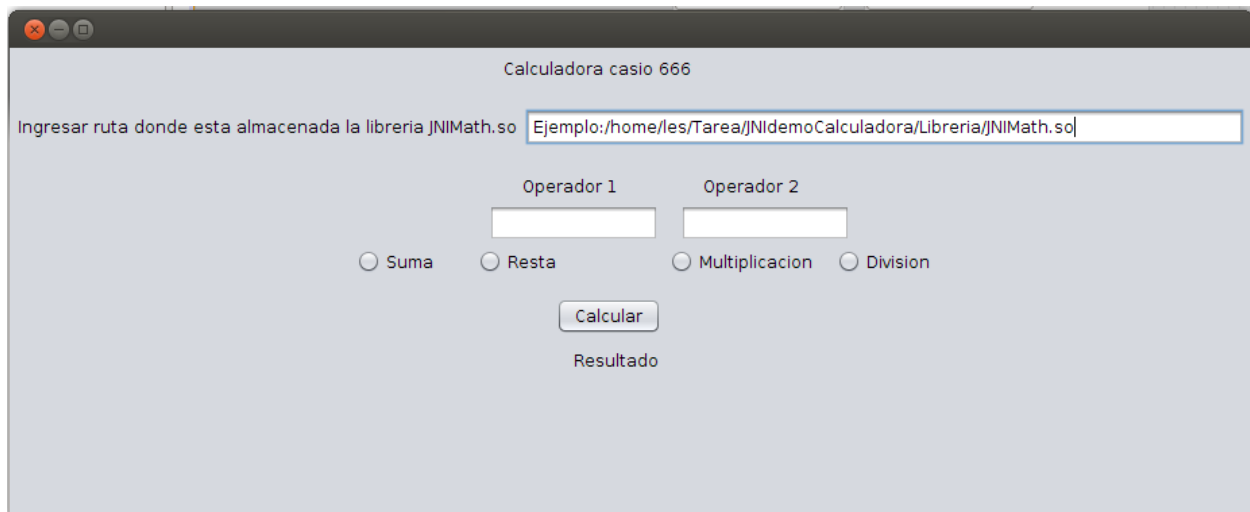 Calculadora casio 666
Ingresar ruta donde esta almacenada la libreria JNIMath.so Ejemplo:/home/les/Tarea/JNIdemoCalculadora/Libreria/JNIMath.so
Operador 1 Operador 2
Suma Resta Multiplicacion Division
Calcular
Resultado